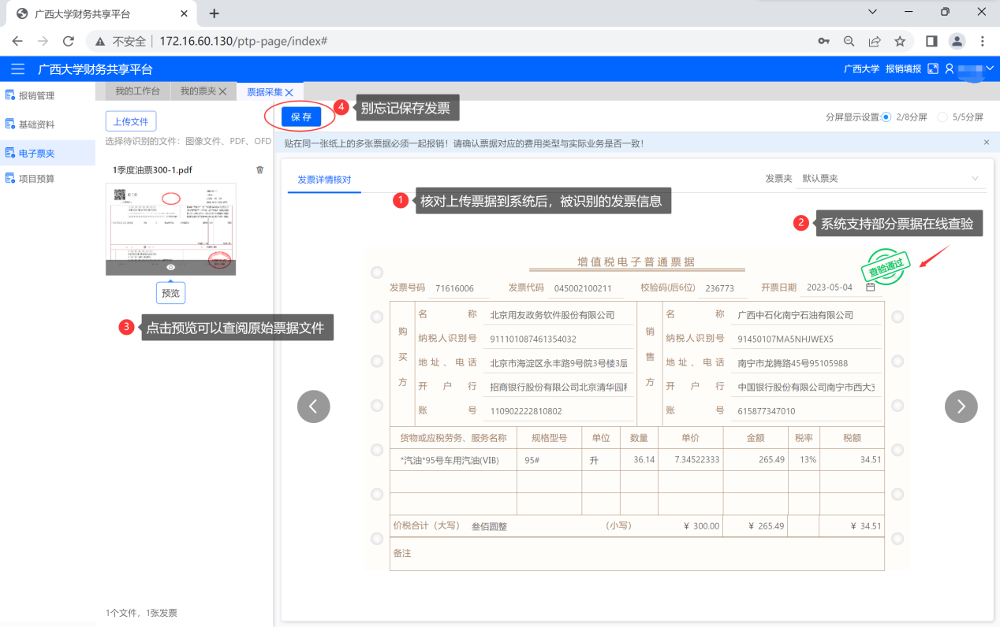 广西大学财务共享平台
不安全 172.16.60.130/ptp-page/index#
广西大学财务共享平台
广西大学 报销填报
报销管理
基础资料
电子票夹
项目预算
我的工作台 我的票夹 票据采集
上传文件
选择待识别的文件：图像文件、PDF、OFD
1季度油票300-1.pdf
预览
3 点击预览可以查阅原始票据文件
1个文件，1张发票
保存
4 别忘记保存发票
分屏显示设置: 2/8分屏 5/5分屏
贴在同一张纸上的多张票据必须一起报销！请确认票据对应的费用类型与实际业务是否一致！
发票详情核对
发票夹 默认票夹
1 核对上传票据到系统后，被识别的发票信息
2 系统支持部分票据在线查验
增值税电子普通票据
查验通过
发票号码 71616006 发票代码 045002100211 校验码(后6位) 236773 开票日期 2023-05-04
购买方
名称 北京用友政务软件股份有限公司
纳税人识别号 911101087461354032
地址、电话 北京市海淀区永丰路9号院3号楼3层
开户行 招商银行股份有限公司北京清华园
账号 110902222810802
销售方
名称 广西中石化南宁石油有限公司
纳税人识别号 91450107MA5NHJWEX5
地址、电话 南宁市龙腾路45号95105988
开户行 中国银行股份有限公司南宁市西大
账号 615877347010
货物或应税劳务、服务名称 规格型号 单位 数量 单价 金额 税率 税额
*汽油*95号车用汽油(VIB) 95# 升 36.14 7.34522333 265.49 13% 34.51
价税合计（大写） 叁佰圆整 （小写） ¥ 300.00 ¥ 265.49 ¥ 34.51
备注